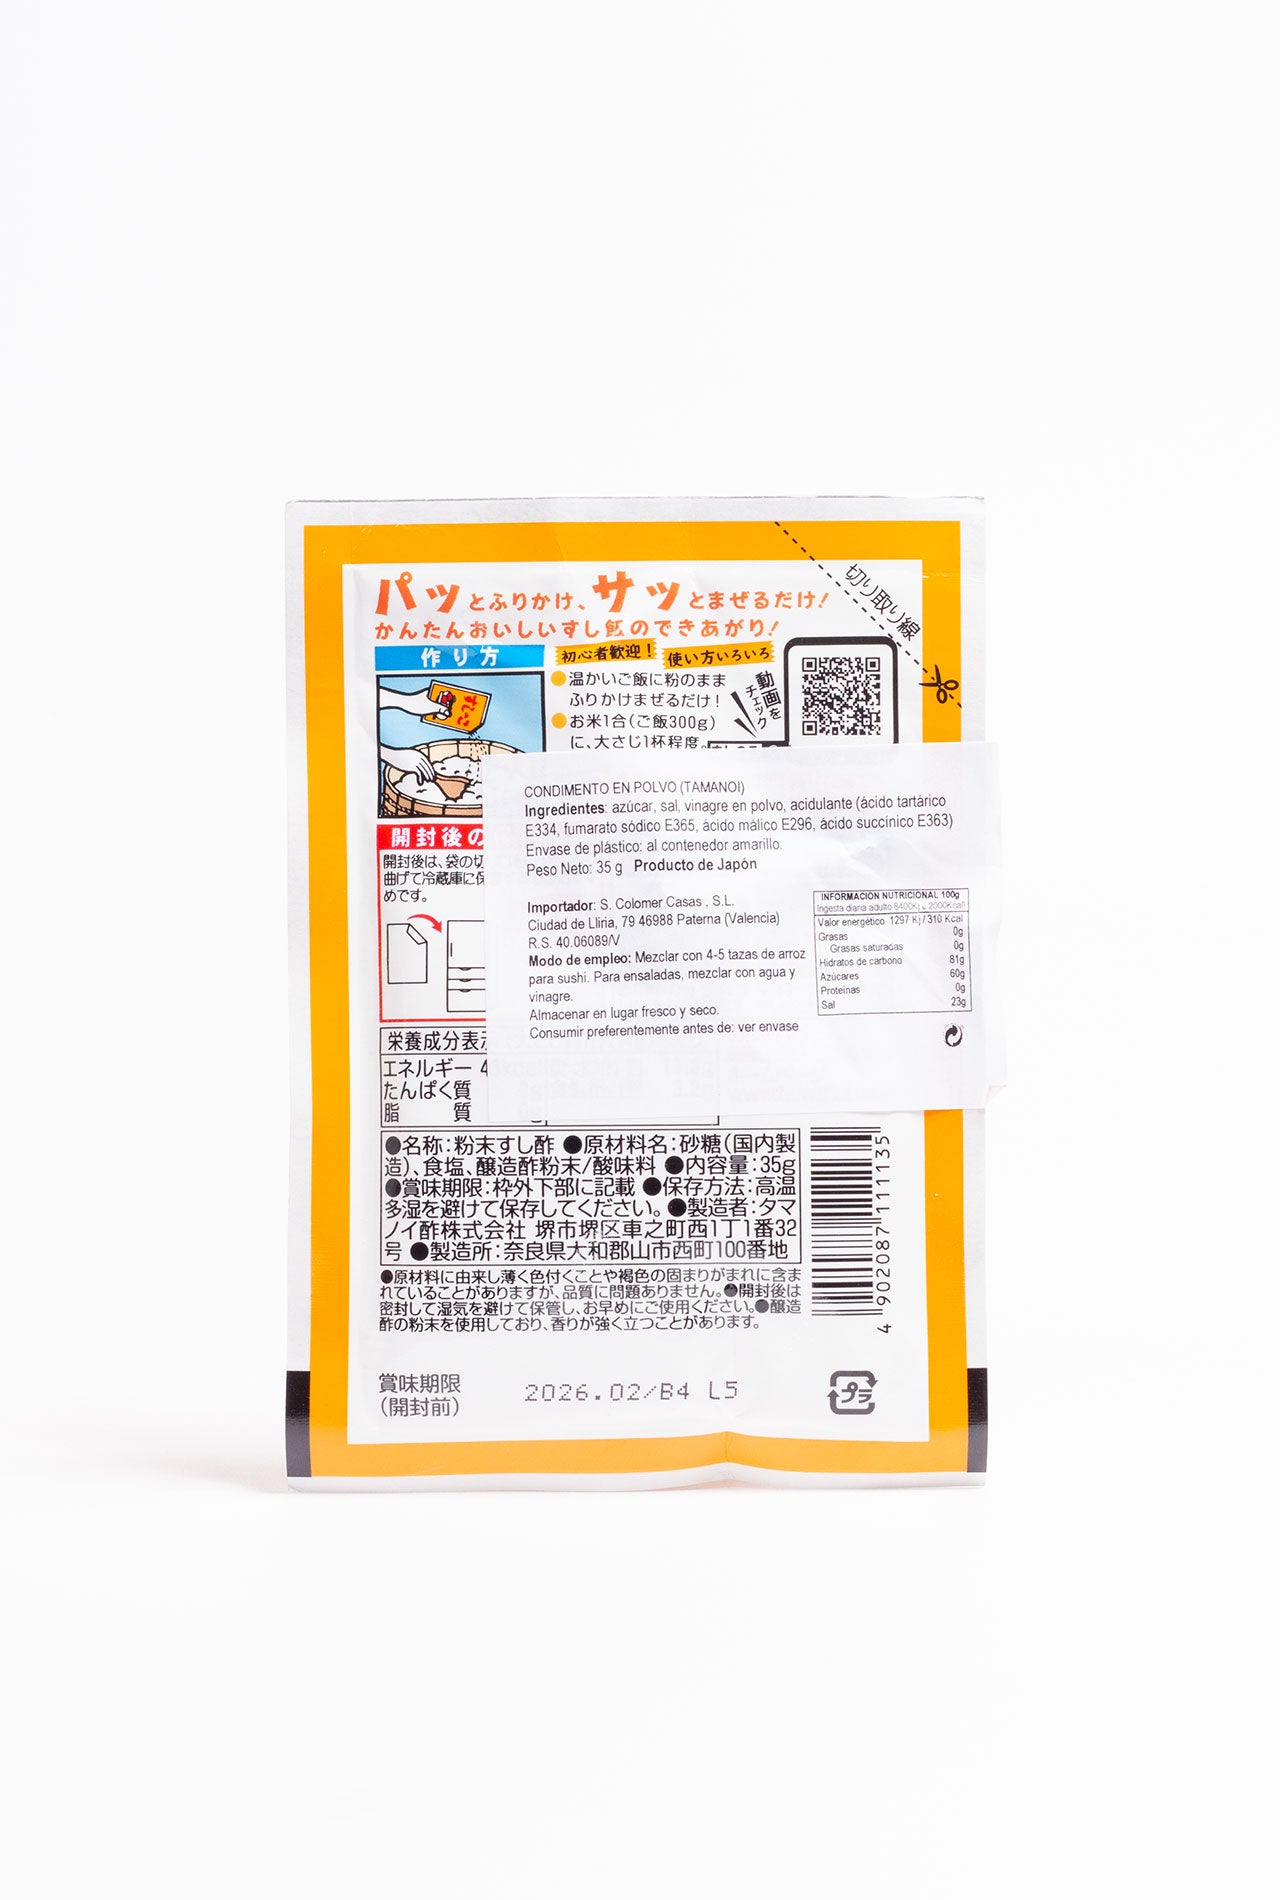 パッとふりかけ、サッとまぜるだけ!
かんたんおいしいすし飯のできあがり!
切り取り線
作り方
初心者歓迎!
使い方いろいろ
●温かいご飯に粉のまま
ふりかけまぜるだけ!
●お米1合(ご飯300g)
に、大さじ1杯程度。
動画を
チェック
すしのこ
開封後の
開封後は、袋の切
曲げて冷蔵庫に保
めです。
CONDIMENTO EN POLVO (TAMANOI)
Ingredientes: azúcar, sal, vinagre en polvo, acidulante (ácido tartárico
E334, fumarato sódico E365, ácido málico E296, ácido succínico E363)
Envase de plástico: al contenedor amarillo.
Peso Neto: 35 g Producto de Japón
Importador: S. Colomer Casas , S.L.
Ciudad de Lliria, 79 46988 Paterna (Valencia)
R.S. 40.06089/V
Modo de empleo: Mezclar con 4-5 tazas de arroz
para sushi. Para ensaladas, mezclar con agua y
vinagre.
Almacenar en lugar fresco y seco.
Consumir preferentemente antes de: ver envase
INFORMACIÓN NUTRICIONAL 100g
Ingesta diaria adulto 8400Kj e 2000Kcal)
Valor energético 1297 Kj / 310 Kcal
Grasas 0g
Grasas saturadas 0g
Hidratos de carbono 81g
Azúcares 60g
Proteinas 0g
Sal 23g
栄養成分表示
エネルギー 4
たんぱく質
脂 質
●名称:粉末すし酢 ●原材料名:砂糖(国内製
造)、食塩、醸造酢粉末/酸味料 ●内容量:35g
●賞味期限:枠外下部に記載 ●保存方法:高温
多湿を避けて保存してください。●製造者:タマ
ノイ酢株式会社 堺市堺区車之町西1丁1番32
号 ●製造所:奈良県大和郡山市西町100番地
●原材料に由来し薄く色付くことや褐色の固まりがまれに含ま
れていることがありますが、品質に問題ありません。●開封後は
密封して湿気を避けて保管し、お早めにご使用ください。●醸造
酢の粉末を使用しており、香りが強く立つことがあります。
4 902087 111135
賞味期限
(開封前)
2026.02/B4 L5
プラ